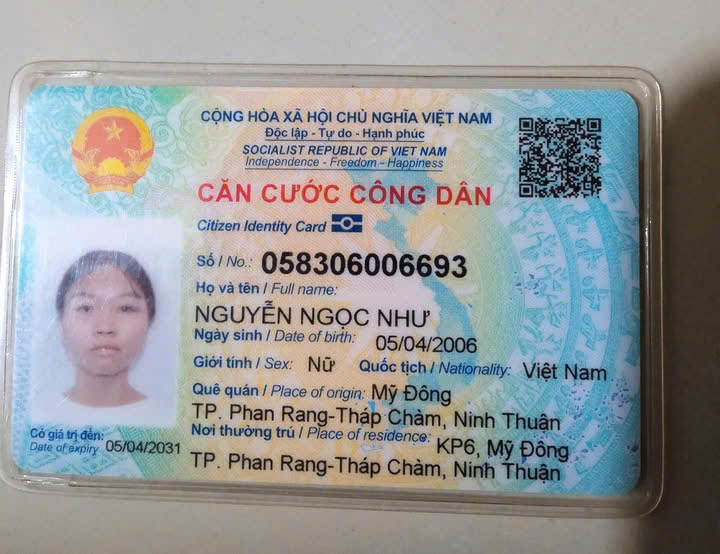 CỘNG HÒA XÃ HỘI CHỦ NGHĨA VIỆT NAM
Độc lập - Tự do - Hạnh phúc
SOCIALIST REPUBLIC OF VIET NAM
Independence - Freedom - Happiness
CĂN CƯỚC CÔNG DÂN
Citizen Identity Card
Số / No.: 058306006693
Họ và tên / Full name:
NGUYỄN NGỌC NHƯ
Ngày sinh / Date of birth: 05/04/2006
Giới tính / Sex: Nữ Quốc tịch / Nationality: Việt Nam
Quê quán / Place of origin: Mỹ Đông
TP. Phan Rang-Tháp Chàm, Ninh Thuận
Nơi thường trú / Place of residence: KP6, Mỹ Đông
TP. Phan Rang-Tháp Chàm, Ninh Thuận
Có giá trị đến: 05/04/2031
Date of expiry